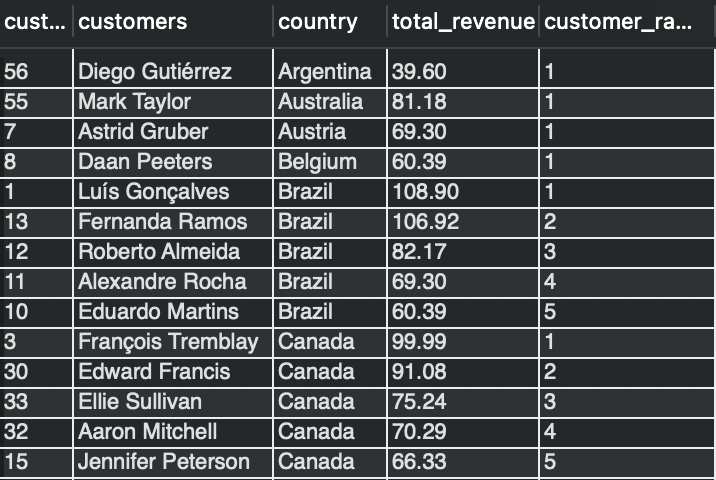 cust... customers country total_revenue customer_ra...
56 Diego Gutiérrez Argentina 39.60 1
55 Mark Taylor Australia 81.18 1
7 Astrid Gruber Austria 69.30 1
8 Daan Peeters Belgium 60.39 1
1 Luís Gonçalves Brazil 108.90 1
13 Fernanda Ramos Brazil 106.92 2
12 Roberto Almeida Brazil 82.17 3
11 Alexandre Rocha Brazil 69.30 4
10 Eduardo Martins Brazil 60.39 5
3 François Tremblay Canada 99.99 1
30 Edward Francis Canada 91.08 2
33 Ellie Sullivan Canada 75.24 3
32 Aaron Mitchell Canada 70.29 4
15 Jennifer Peterson Canada 66.33 5